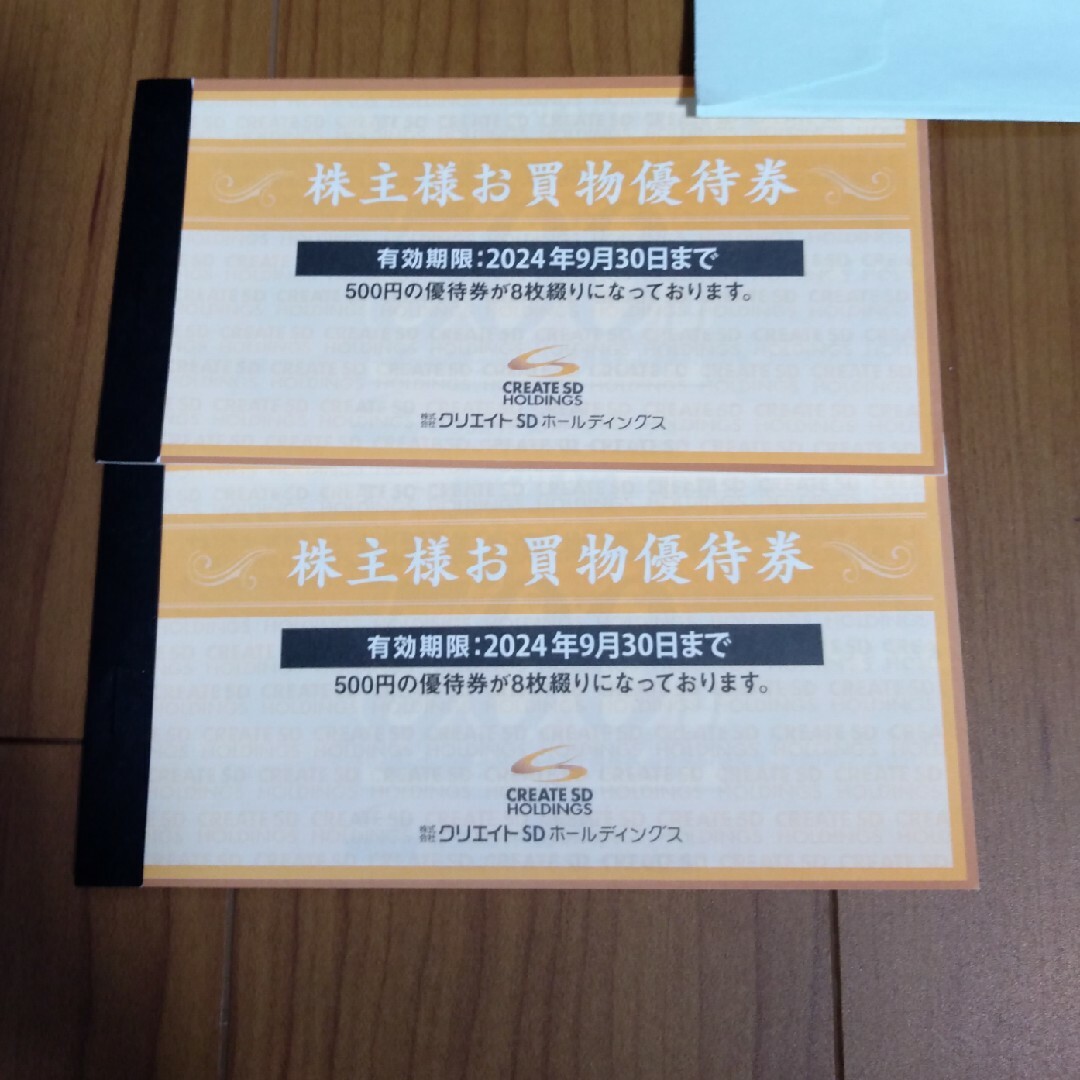 株主様お買物優待券
有効期限：2024年9月30日まで
500円の優待券が8枚綴りになっております。
CREATE SD
HOLDINGS
株式会社クリエイトSDホールディングス
株主様お買物優待券
有効期限：2024年9月30日まで
500円の優待券が8枚綴りになっております。
CREATE SD
HOLDINGS
株式会社クリエイトSDホールディングス